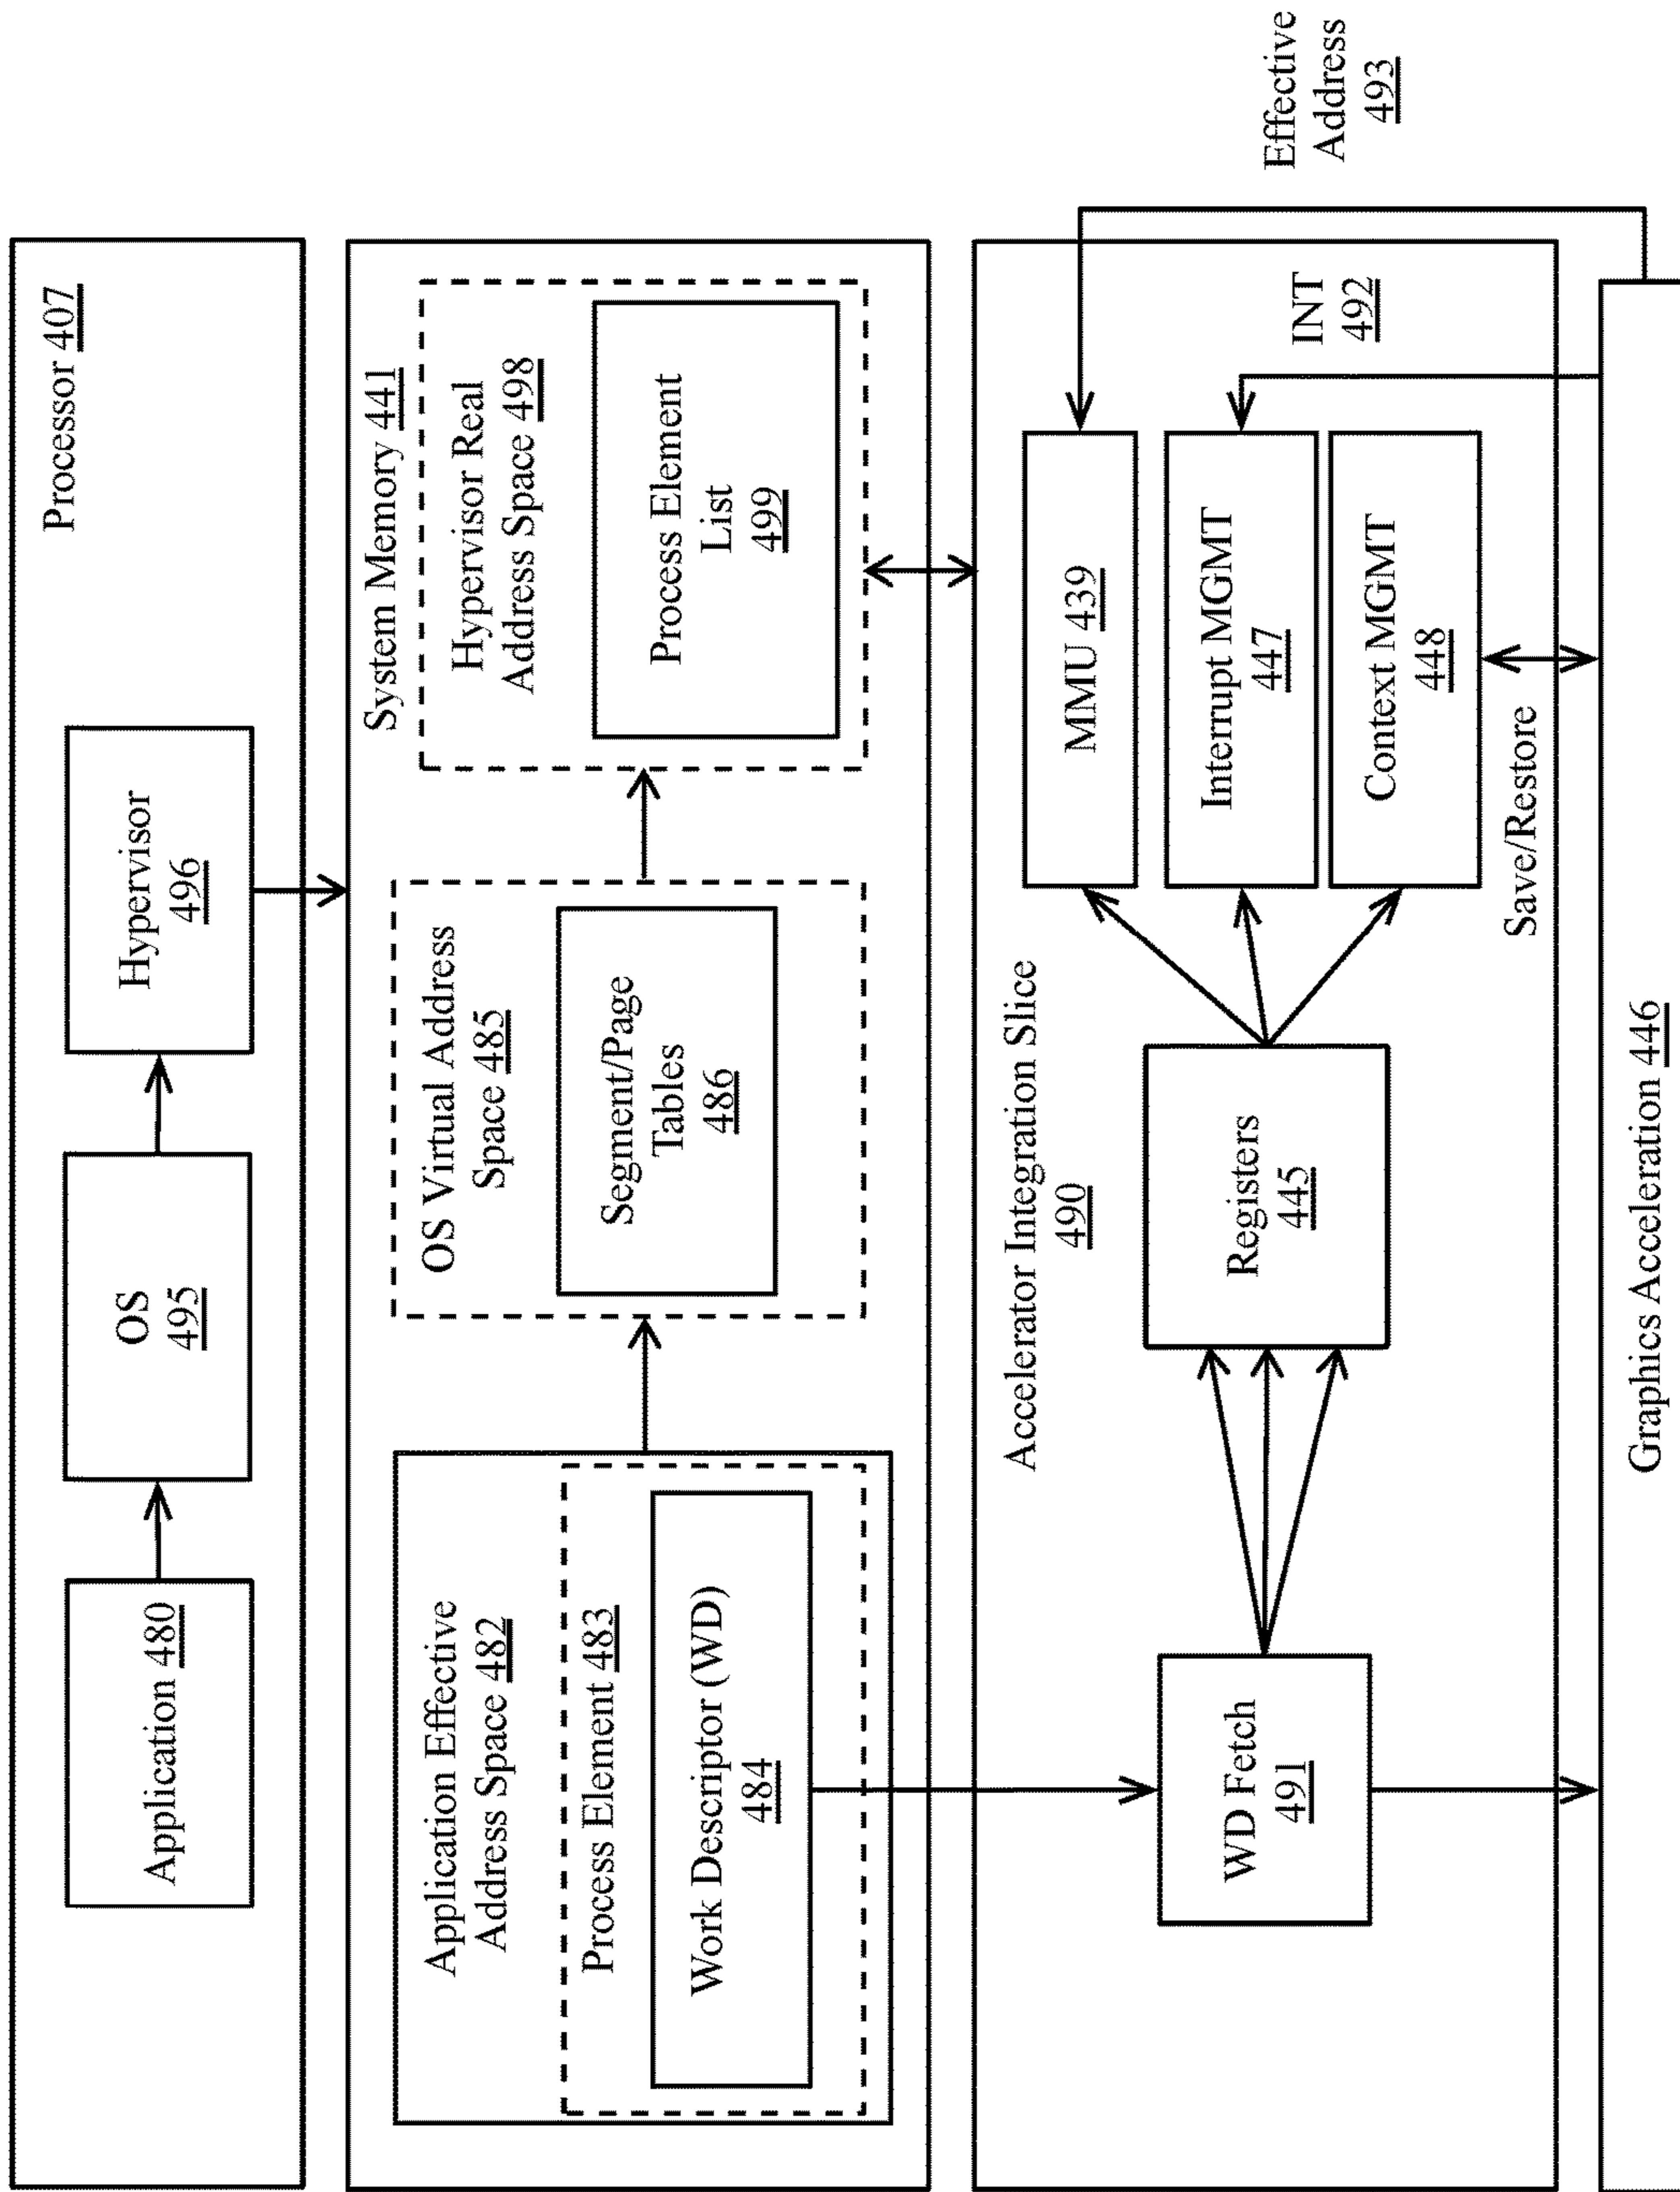 Processor 407
Application 480
OS
495
Hypervisor
496
System Memory 441
Application Effective
Address Space 482
Process Element 483
Work Descriptor (WD)
484
OS Virtual Address
Space 485
Segment/Page
Tables
486
Hypervisor Real
Address Space 498
Process Element
List
499
Accelerator Integration Slice
490
WD Fetch
491
Registers
445
MMU 439
Interrupt MGMT
447
Context MGMT
448
INT
492
Effective
Address
493
Save/Restore
Graphics Acceleration 446